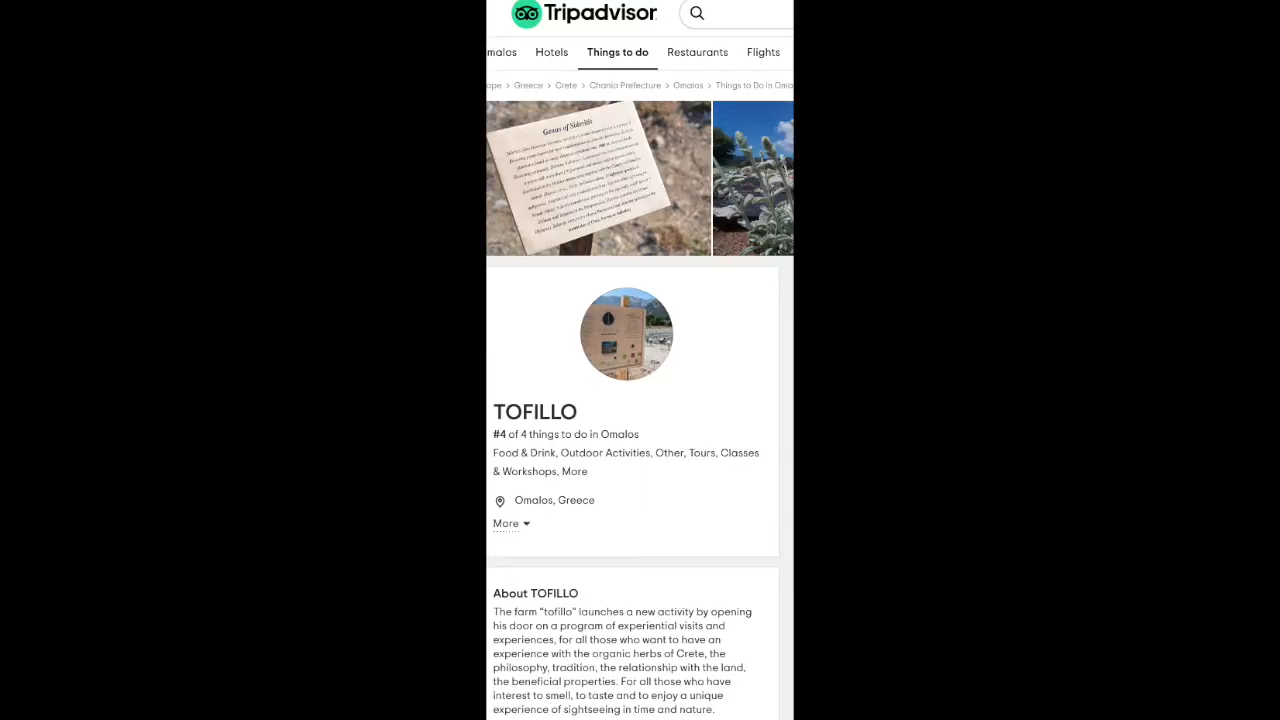 Tripadvisor
malos Hotels Things to do Restaurants Flights
ope > Greece > Crete > Chania Prefecture > Omalos > Things to Do in Oma
Genus of Sideritis
TOFILLO
#4 of 4 things to do in Omalos
Food & Drink, Outdoor Activities, Other, Tours, Classes
& Workshops, More
Omalos, Greece
More
About TOFILLO
The farm “tofillo” launches a new activity by opening
his door on a program of experiential visits and
experiences, for all those who want to have an
experience with the organic herbs of Crete, the
philosophy, tradition, the relationship with the land,
the beneficial properties. For all those who have
interest to smell, to taste and to enjoy a unique
experience of sightseeing in time and nature.